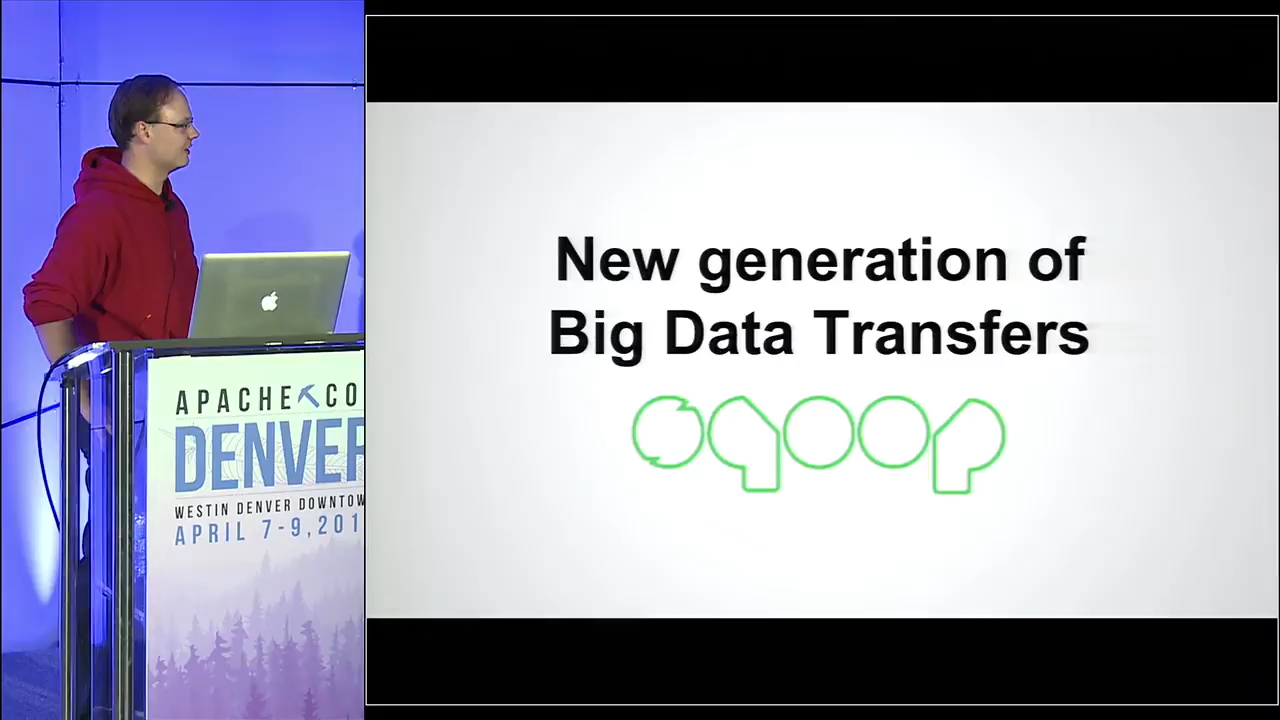 APACHE CO
DENVER
WESTIN DENVER DOWNTOW
APRIL 7-9,201
New generation of
Big Data Transfers
sqoop